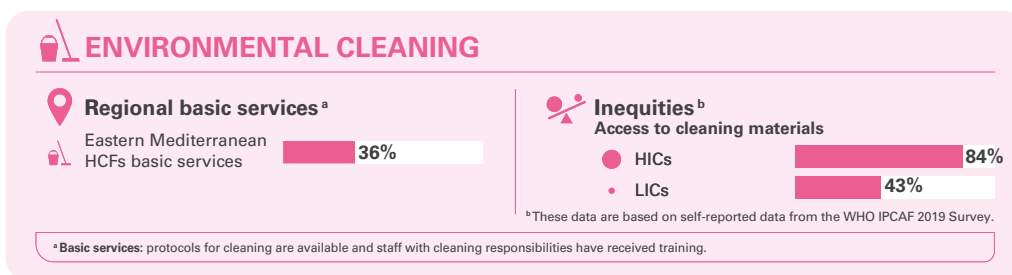 ENVIRONMENTAL CLEANING
Regional basic services a
Eastern Mediterranean
HCFs basic services
36%
Inequities b
Access to cleaning materials
HICs
84%
LICs
43%
b These data are based on self-reported data from the WHO IPCAF 2019 Survey.
a Basic services: protocols for cleaning are available and staff with cleaning responsibilities have received training.